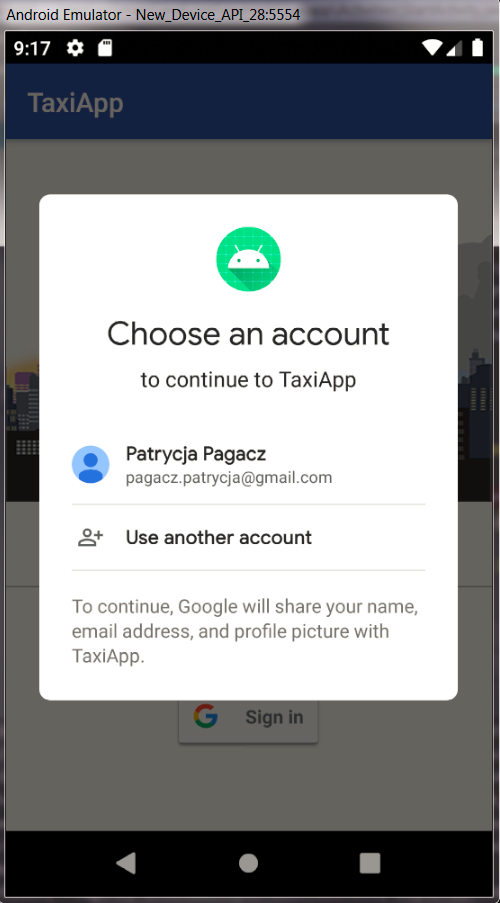 Android Emulator - New_Device_API_28:5554
9:17
TaxiApp
Choose an account
to continue to TaxiApp
Patrycja Pagacz
pagacz.patrycja@gmail.com
Use another account
To continue, Google will share your name,
email address, and profile picture with
TaxiApp.
Sign in